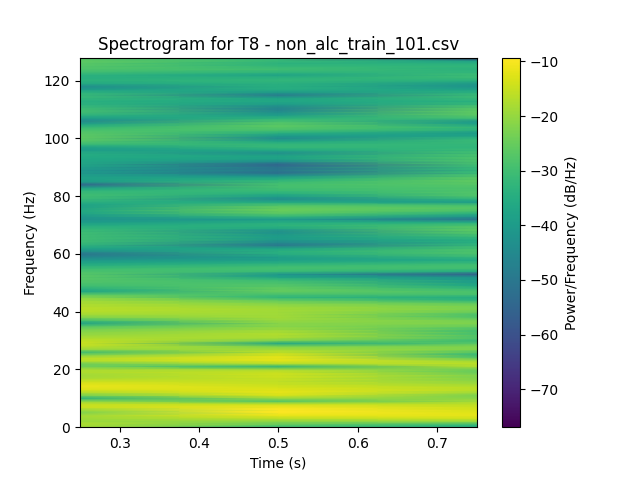 Spectrogram for T8 - non_alc_train_101.csv
120
100
80
60
40
20
0
Frequency (Hz)
0.3 0.4 0.5 0.6 0.7
Time (s)
−10
−20
−30
−40
−50
−60
−70
Power/Frequency (dB/Hz)